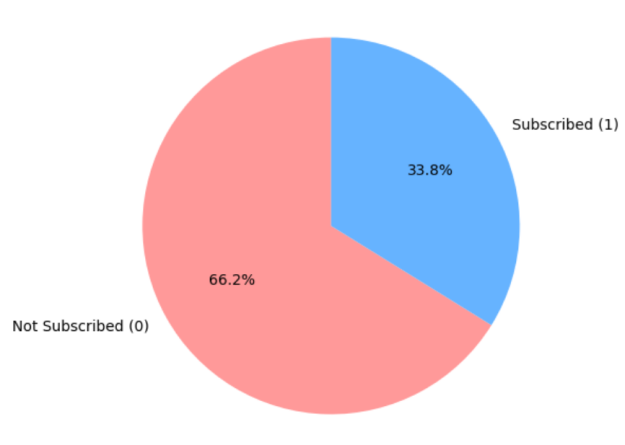 Subscribed (1)
33.8%
66.2%
Not Subscribed (0)